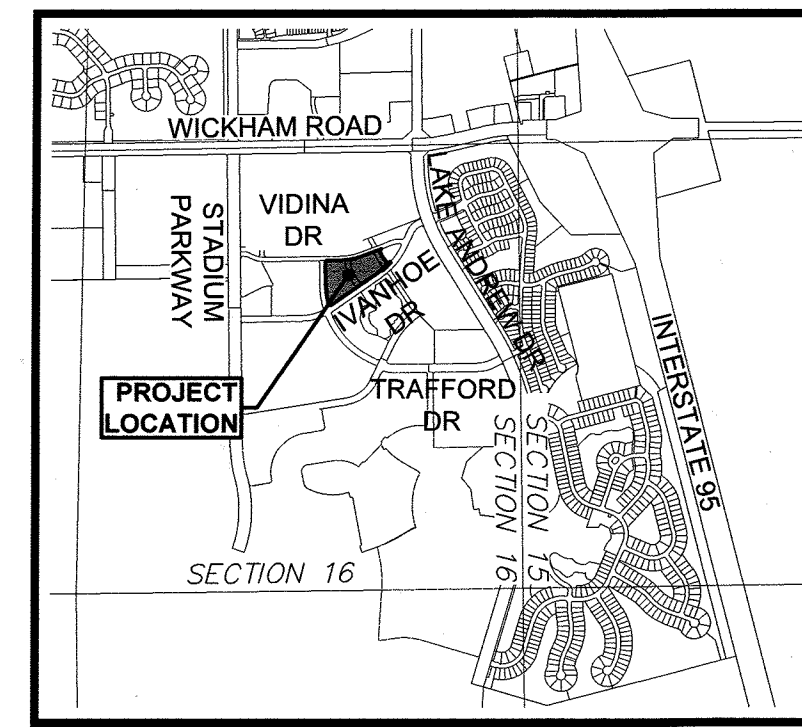 WICKHAM ROAD
STADIUM
PARKWAY
VIDINA
DR
LAKE ANDREW DR
IVANHOE
DR
INTERSTATE 95
PROJECT
LOCATION
TRAFFORD
DR
SECTION 15
SECTION 16
SECTION 16